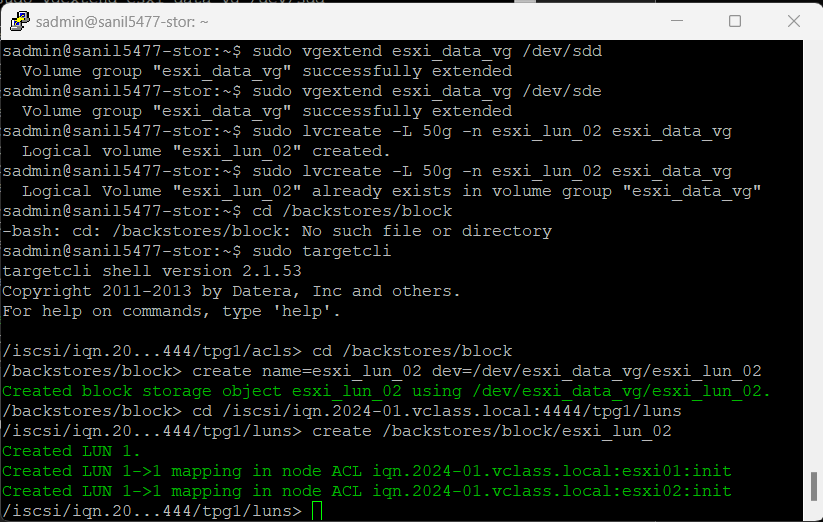 sadmin@sanil5477-stor: ~
sadmin@sanil5477-stor:~$ sudo vgextend esxi_data_vg /dev/sdd
  Volume group "esxi_data_vg" successfully extended
sadmin@sanil5477-stor:~$ sudo vgextend esxi_data_vg /dev/sde
  Volume group "esxi_data_vg" successfully extended
sadmin@sanil5477-stor:~$ sudo lvcreate -L 50g -n esxi_lun_02 esxi_data_vg
  Logical volume "esxi_lun_02" created.
sadmin@sanil5477-stor:~$ sudo lvcreate -L 50g -n esxi_lun_02 esxi_data_vg
  Logical Volume "esxi_lun_02" already exists in volume group "esxi_data_vg"
sadmin@sanil5477-stor:~$ cd /backstores/block
-bash: cd: /backstores/block: No such file or directory
sadmin@sanil5477-stor:~$ sudo targetcli
targetcli shell version 2.1.53
Copyright 2011-2013 by Datera, Inc and others.
For help on commands, type 'help'.
/iscsi/iqn.20...444/tpg1/acls> cd /backstores/block
/backstores/block> create name=esxi_lun_02 dev=/dev/esxi_data_vg/esxi_lun_02
Created block storage object esxi_lun_02 using /dev/esxi_data_vg/esxi_lun_02.
/backstores/block> cd /iscsi/iqn.2024-01.vclass.local:4444/tpg1/luns
/iscsi/iqn.20...444/tpg1/luns> create /backstores/block/esxi_lun_02
Created LUN 1.
Created LUN 1->1 mapping in node ACL iqn.2024-01.vclass.local:esxi01:init
Created LUN 1->1 mapping in node ACL iqn.2024-01.vclass.local:esxi02:init
/iscsi/iqn.20...444/tpg1/luns>